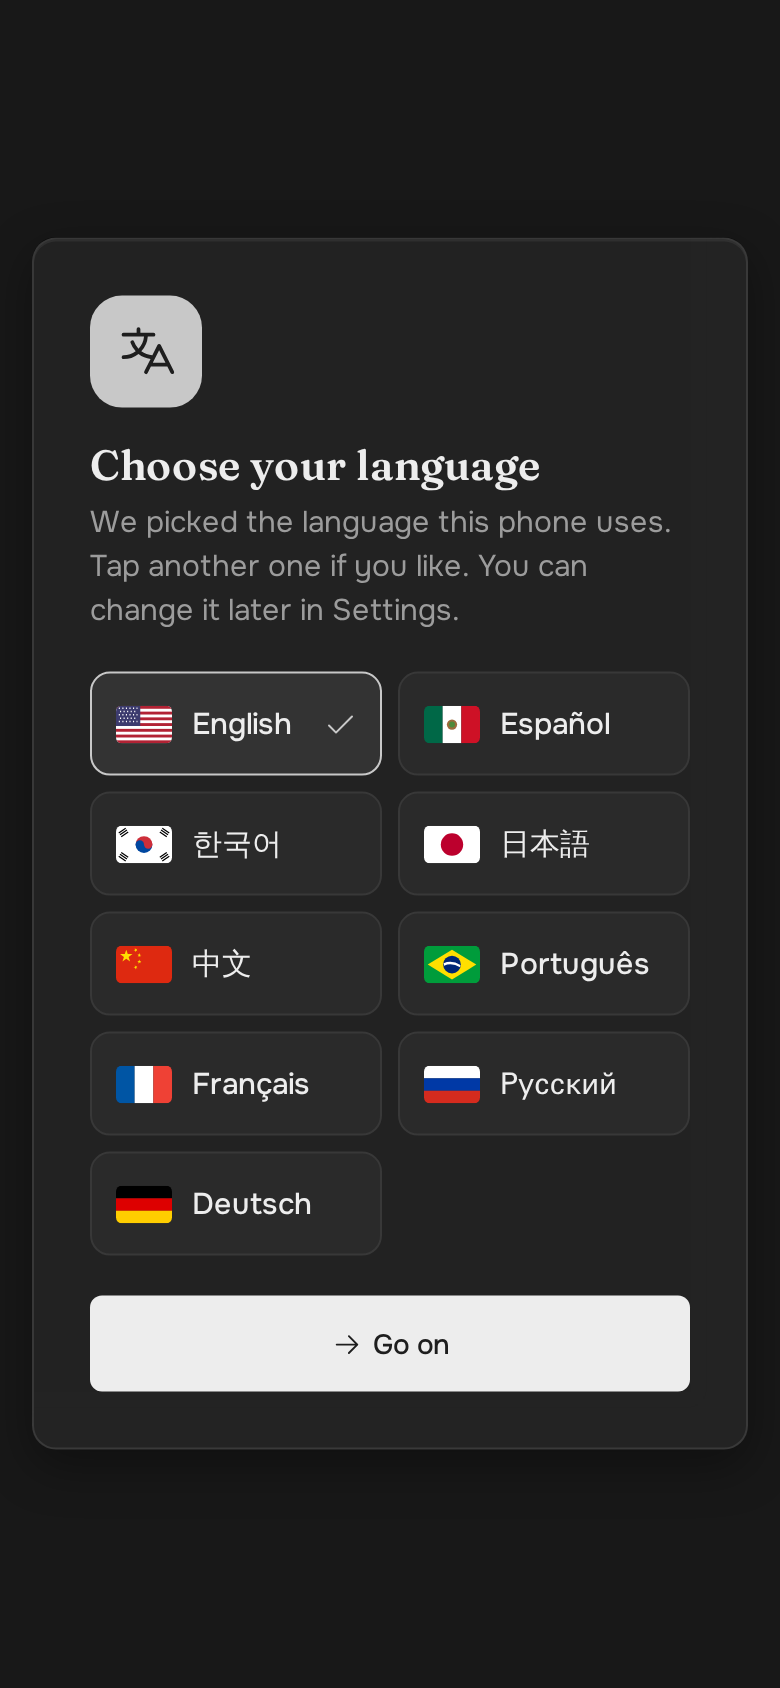 文A
Choose your language
We picked the language this phone uses.
Tap another one if you like. You can
change it later in Settings.
English
Español
한국어
日本語
中文
Português
Français
Русский
Deutsch
Go on